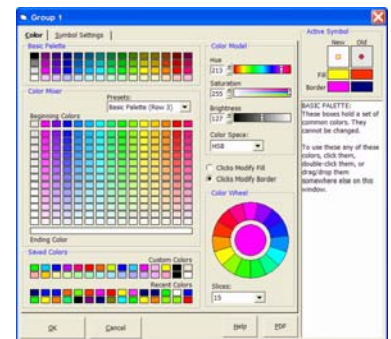 Group 1
Color
Symbol Settings
Basic Palette
Color Mixer
Presets:
Basic Palette (Row 3)
Beginning Colors
Ending Color
Saved Colors
Custom Colors
Recent Colors
OK
Cancel
Color Model
Hue
213
Saturation
255
Brightness
127
Color Space:
HSB
Clicks Modify Fill
Clicks Modify Border
Color Wheel
Slices:
15
Help
PDF
Active Symbol
New Old
Fill
Border
BASIC PALETTE:
These boxes hold a set of
common colors. They
cannot be changed.
To use these any of these
colors, click them,
double-click them, or
drag/drop them
somewhere else on this
window.